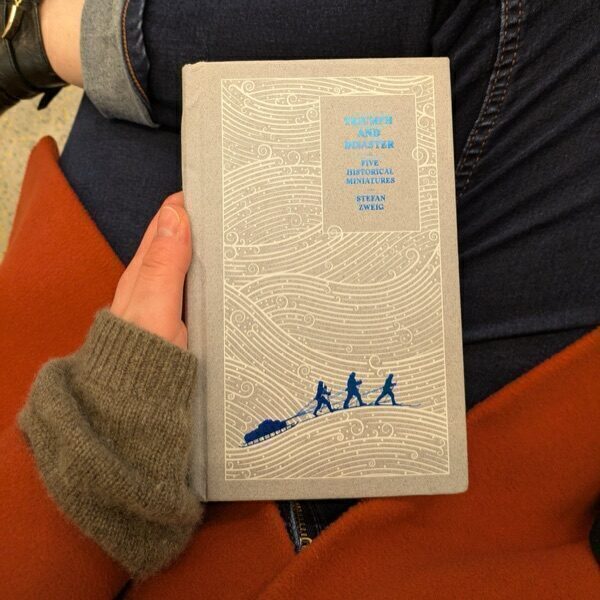 TRIUMPH
AND
DISASTER
FIVE
HISTORICAL
MINIATURES
STEFAN
ZWEIG